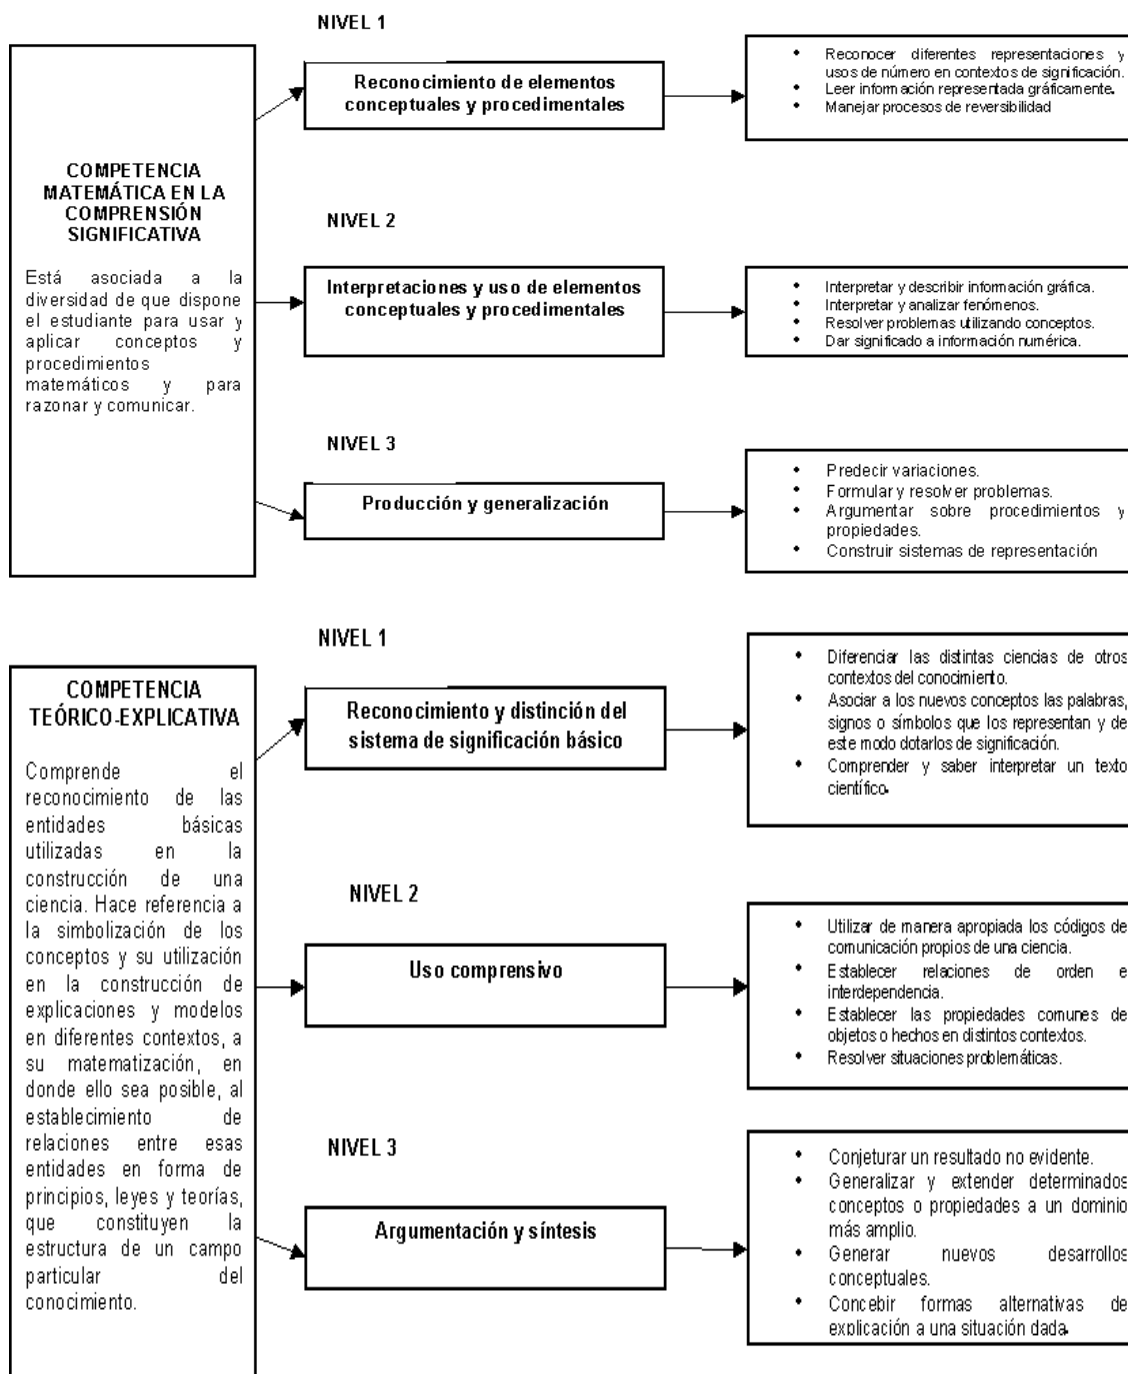 NIVEL 1
COMPETENCIA
MATEMÁTICA EN LA
COMPRENSIÓN
SIGNIFICATIVA
Está asociada a la
diversidad de que dispone
el estudiante para usar y
aplicar conceptos y
procedimientos
matemáticos y para
razonar y comunicar.
Reconocimiento de elementos
conceptuales y procedimentales
• Reconocer diferentes representaciones y
usos de número en contextos de significación.
• Leer información representada gráficamente.
• Manejar procesos de reversibilidad
NIVEL 2
Interpretaciones y uso de elementos
conceptuales y procedimentales
• Interpretar y describir información gráfica.
• Interpretar y analizar fenómenos.
• Resolver problemas utilizando conceptos.
• Dar significado a información numérica.
NIVEL 3
Producción y generalización
• Predecir variaciones.
• Formular y resolver problemas.
• Argumentar sobre procedimientos y
propiedades.
• Construir sistemas de representación
NIVEL 1
COMPETENCIA
TEÓRICO-EXPLICATIVA
Comprende el
reconocimiento de las
entidades básicas
utilizadas en la
construcción de una
ciencia. Hace referencia a
la simbolización de los
conceptos y su utilización
en la construcción de
explicaciones y modelos
en diferentes contextos, a
su matematización, en
donde ello sea posible, al
establecimiento de
relaciones entre esas
entidades en forma de
principios, leyes y teorías,
que constituyen la
estructura de un campo
particular del
conocimiento.
Reconocimiento y distinción del
sistema de significación básico
• Diferenciar las distintas ciencias de otros
contextos del conocimiento.
• Asociar a los nuevos conceptos las palabras,
signos o símbolos que los representan y de
este modo dotarlos de significación.
• Comprender y saber interpretar un texto
científico.
NIVEL 2
Uso comprensivo
• Utilizar de manera apropiada los códigos de
comunicación propios de una ciencia.
• Establecer relaciones de orden e
interdependencia.
• Establecer las propiedades comunes de
objetos o hechos en distintos contextos.
• Resolver situaciones problemáticas.
NIVEL 3
Argumentación y síntesis
• Conjeturar un resultado no evidente.
• Generalizar y extender determinados
conceptos o propiedades a un dominio
más amplio.
• Generar nuevos desarrollos
conceptuales.
• Concebir formas alternativas de
explicación a una situación dada.